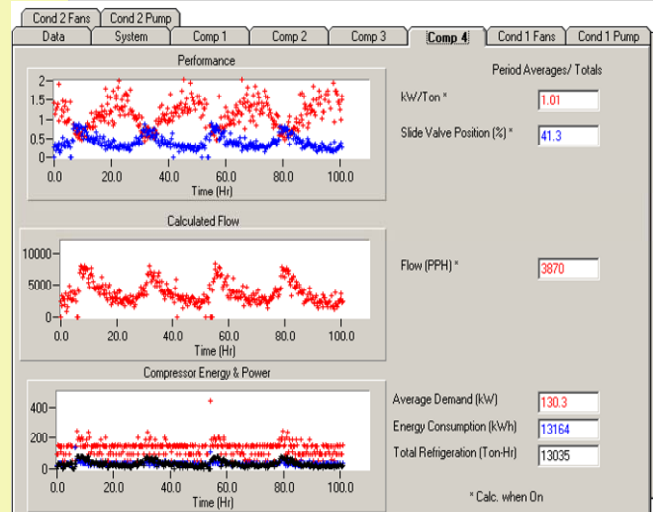 Cond 2 Fans Cond 2 Pump
Data System Comp 1 Comp 2 Comp 3 Comp 4 Cond 1 Fans Cond 1 Pump
Performance
Period Averages/ Totals
2
1.5
1
0.5
0
0.0 20.0 40.0 60.0 80.0 100.0
Time (Hr)
kW/Ton * 1.01
Slide Valve Position (%) * 41.3
Calculated Flow
10000
5000
0
0.0 20.0 40.0 60.0 80.0 100.0
Time (Hr)
Flow (PPH) * 3870
Compressor Energy & Power
400
200
0
0.0 20.0 40.0 60.0 80.0 100.0
Time (Hr)
Average Demand (kW) 130.3
Energy Consumption (kWh) 13164
Total Refrigeration (Ton-Hr) 13035
* Calc. when On